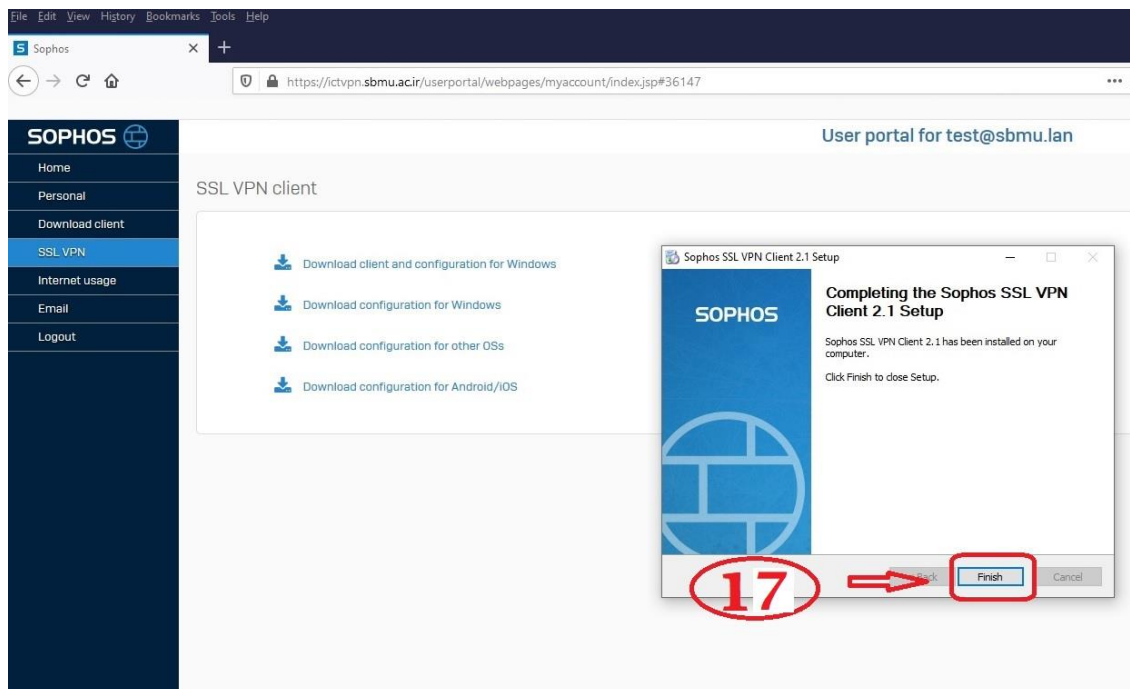 File Edit View History Bookmarks Tools Help
S Sophos × +
https://ictvpn.sbmu.ac.ir/userportal/webpages/myaccount/index.jsp#36147
SOPHOS
User portal for test@sbmu.lan
Home
Personal
Download client
SSL VPN
Internet usage
Email
Logout
SSL VPN client
Download client and configuration for Windows
Download configuration for Windows
Download configuration for other OSs
Download configuration for Android/iOS
Sophos SSL VPN Client 2.1 Setup
SOPHOS
Completing the Sophos SSL VPN
Client 2.1 Setup
Sophos SSL VPN Client 2.1 has been installed on your
computer.
Click Finish to close Setup.
17
Back Finish Cancel